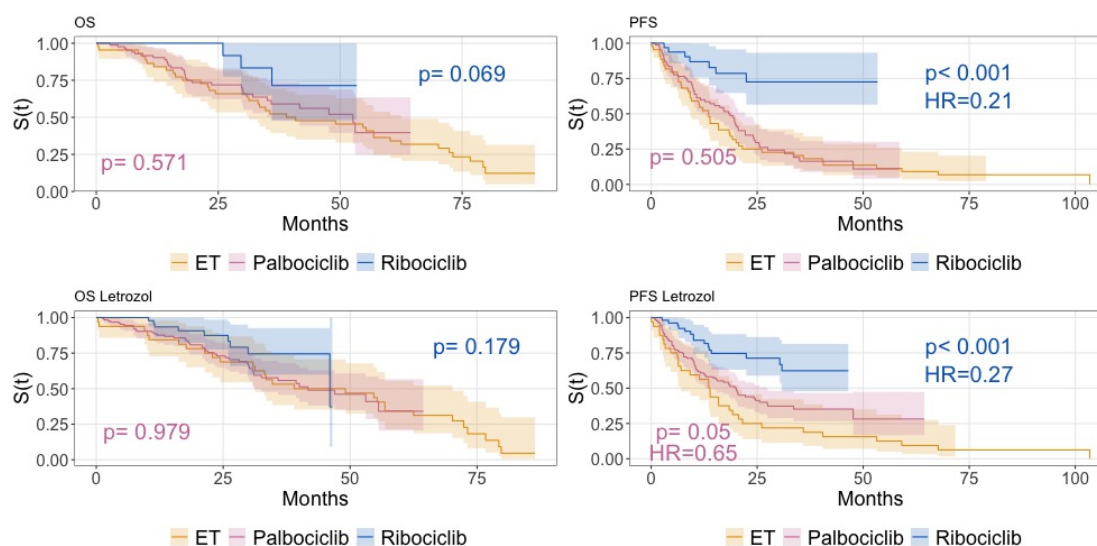 OS
1.00
0.75
0.50
0.25
0.00
S(t)
p= 0.069
p= 0.571
0 25 50 75
Months
ET Palbociclib Ribociclib
PFS
1.00
0.75
0.50
0.25
0.00
S(t)
p< 0.001
HR=0.21
p= 0.505
0 25 50 75 100
Months
ET Palbociclib Ribociclib
OS Letrozol
1.00
0.75
0.50
0.25
0.00
S(t)
p= 0.179
p= 0.979
0 25 50 75
Months
ET Palbociclib Ribociclib
PFS Letrozol
1.00
0.75
0.50
0.25
0.00
S(t)
p< 0.001
HR=0.27
p= 0.05
HR=0.65
0 25 50 75 100
Months
ET Palbociclib Ribociclib